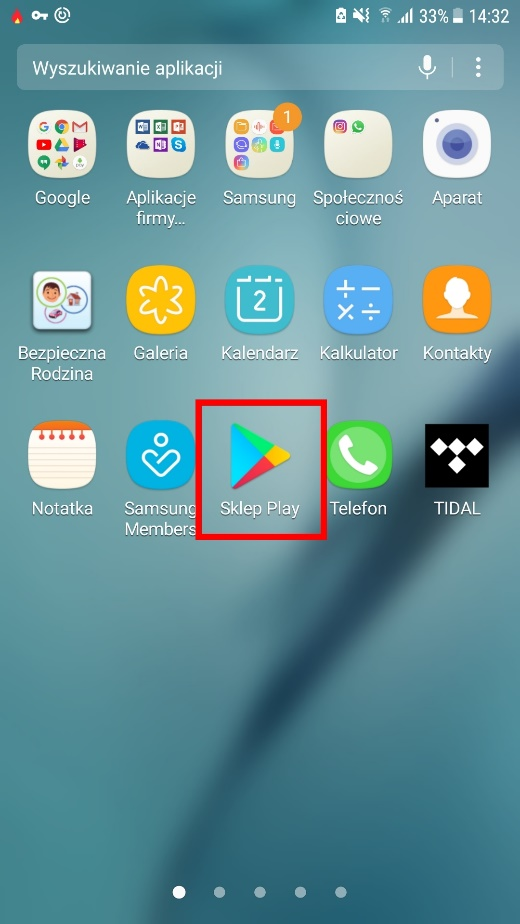 33% 14:32
Wyszukiwanie aplikacji
1
Google
Aplikacje
firmy...
Samsung
Społecznoś
ciowe
Aparat
2
Bezpieczna
Rodzina
Galeria
Kalendarz
Kalkulator
Kontakty
Notatka
Samsung
Members
Sklep Play
Telefon
TIDAL